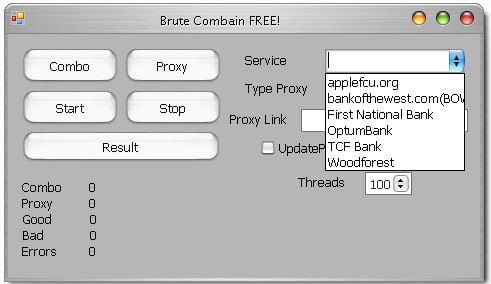 Brute Combain FREE!
Combo Proxy
Service
applefcu.org
bankofthewest.com(BOW
First National Bank
OptumBank
TCF Bank
Woodforest
Type Proxy
Start Stop
Proxy Link
Result
UpdateP
Threads 100
Combo 0
Proxy 0
Good 0
Bad 0
Errors 0